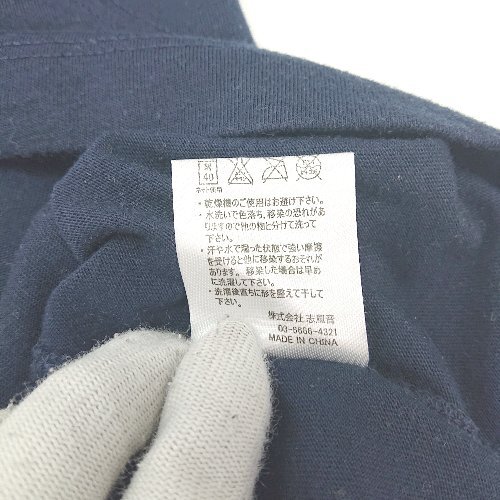 40
ネット使用
・乾燥機のご使用はお避け下さい。
・水洗いで色落ち、移染の恐れがあ
りますので他の物と分けて洗って
下さい。
・汗や水で湿った状態で強い摩擦
を受けると他に移染するおそれが
あります。移染した場合は早め
に洗濯して下さい。
・洗濯後直ちに形を整えて干して
下さい。
株式会社 志風音
03-5666-4321
MADE IN CHINA